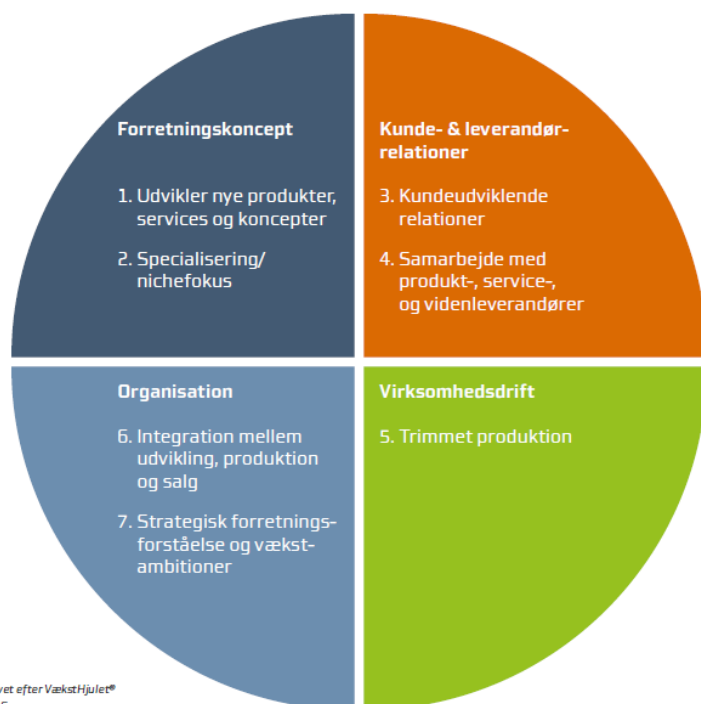 Forretningskoncept
1. Udvikler nye produkter,
services og koncepter
2. Specialisering/
nichefokus
Kunde- & leverandør-
relationer
3. Kundeudviklende
relationer
4. Samarbejde med
produkt-, service-,
og videnleverandører
Organisation
6. Integration mellem
udvikling, produktion
og salg
7. Strategisk forretnings-
forståelse og vækst-
ambitioner
Virksomhedsdrift
5. Trimmet produktion
efter VækstHjulet®